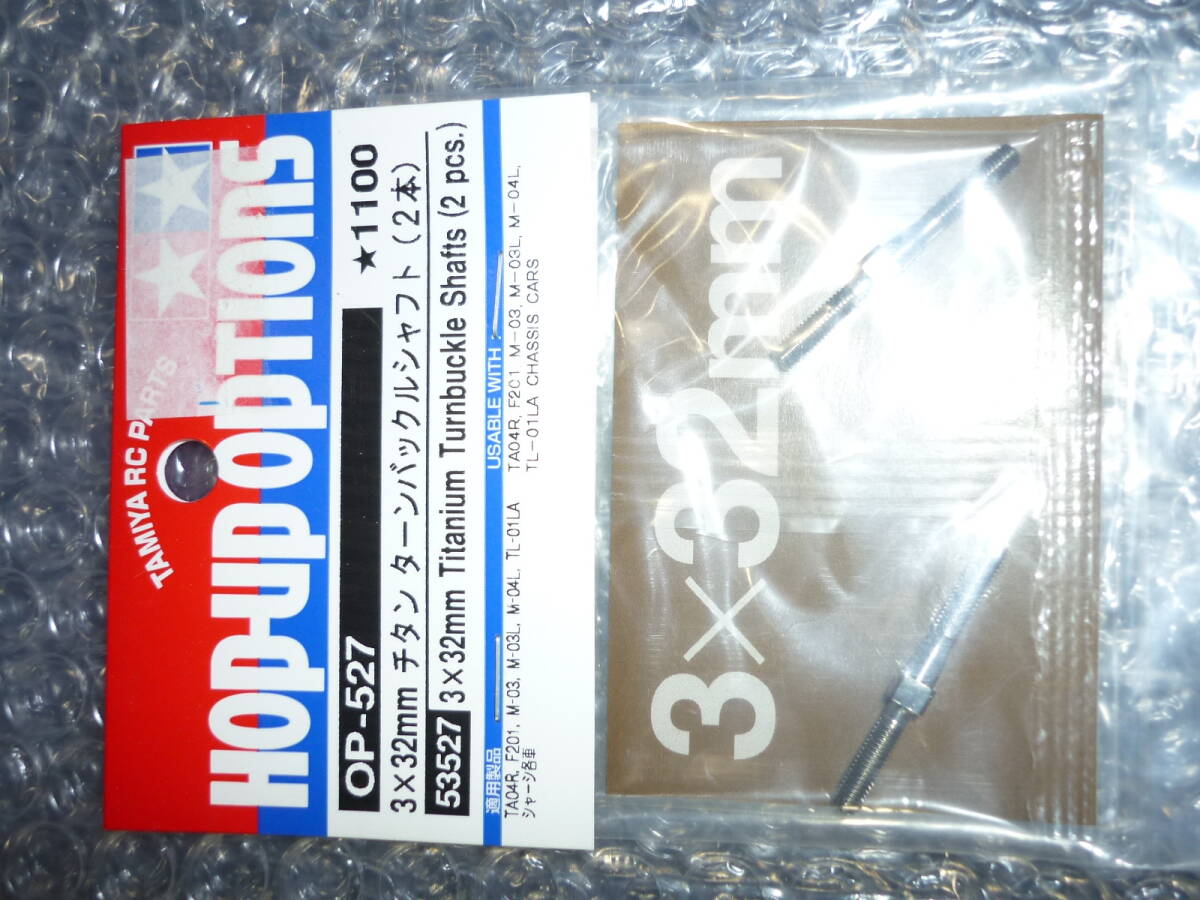 TAMIYA RC PARTS
HOP-UP OPTIONS
OP-527 ★1100
3×32mm チタン ターンバックルシャフト (2本)
53527 3×32mm Titanium Turnbuckle Shafts (2 pcs.)
適用製品
TA04R, F201, M-03, M-03L, M-04L, TL-01LA
シャーシ各車
USABLE WITH :
TA04R, F201 M-03, M-03L, M-04L,
TL-01LA CHASSIS CARS
3×32mm